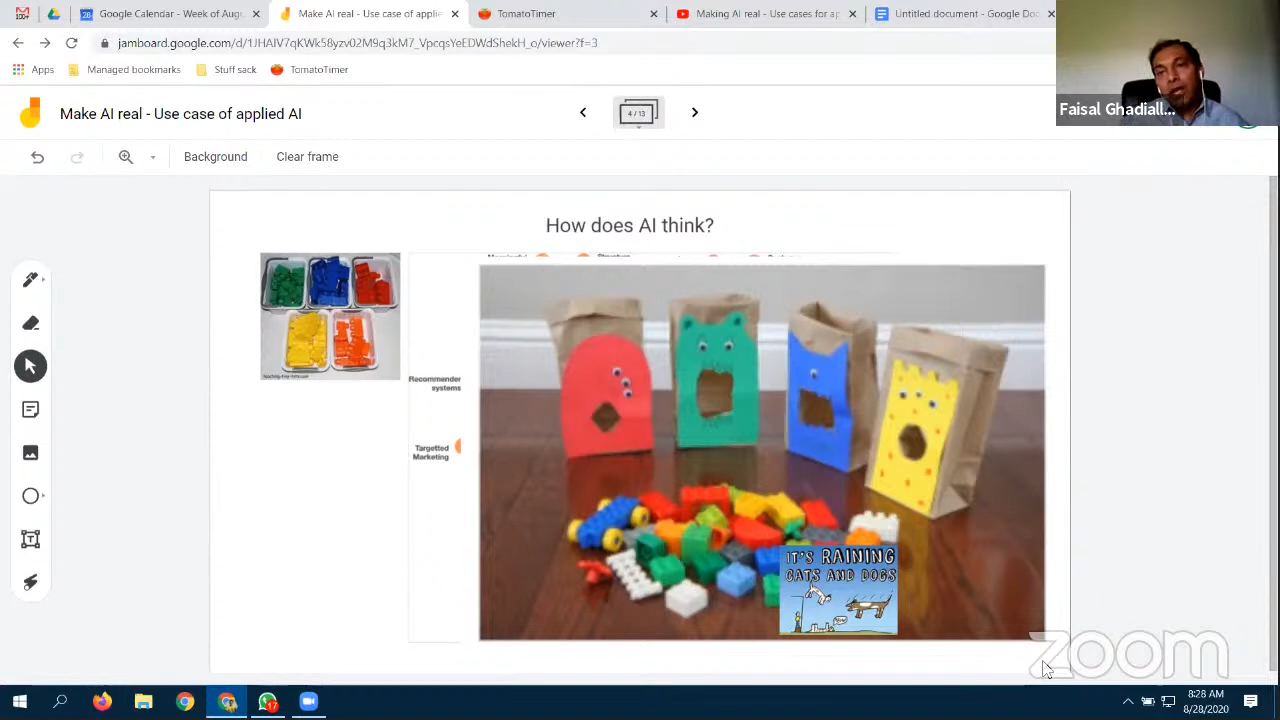 Google Calendar - Week of Augus
Make AI real - Use case of applie
TomatoTimer
Making AI real - Use cases for ap
Untitled document - Google Doc
jamboard.google.com/d/1JHAIV7qKWk58yzv02M9q3kM7_VpcqsYeEDWdShekH_o/viewer?f=3
Apps
Managed bookmarks
Stuff sack
TomatoTimer
Faisal Ghadiall...
Make AI real - Use case of applied AI
4 / 13
Background
Clear frame
How does AI think?
Recommender
systems
Targetted
Marketing
IT'S RAINING
CATS AND DOGS
zoom
17
8:28 AM
8/28/2020